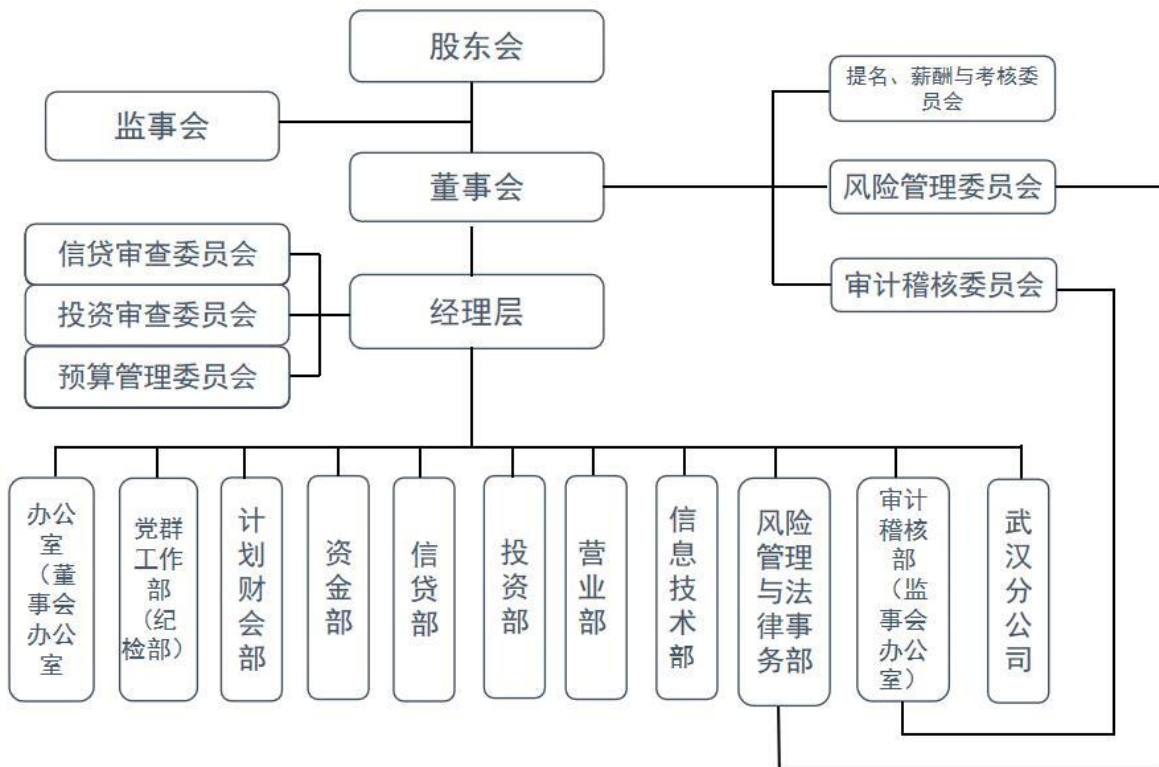 股东会
监事会
董事会
提名、薪酬与考核委
员会
风险管理委员会
审计稽核委员会
信贷审查委员会
投资审查委员会
预算管理委员会
经理层
办公
室
（董
事会
办公
室
党群
工作
部
（纪
检部）
计
划
财
会
部
资
金
部
信
贷
部
投
资
部
营
业
部
信
息
技
术
部
风险
管理
与法
律事
务部
审计
稽核
部
（监
事会
办公
室）
武
汉
分
公
司